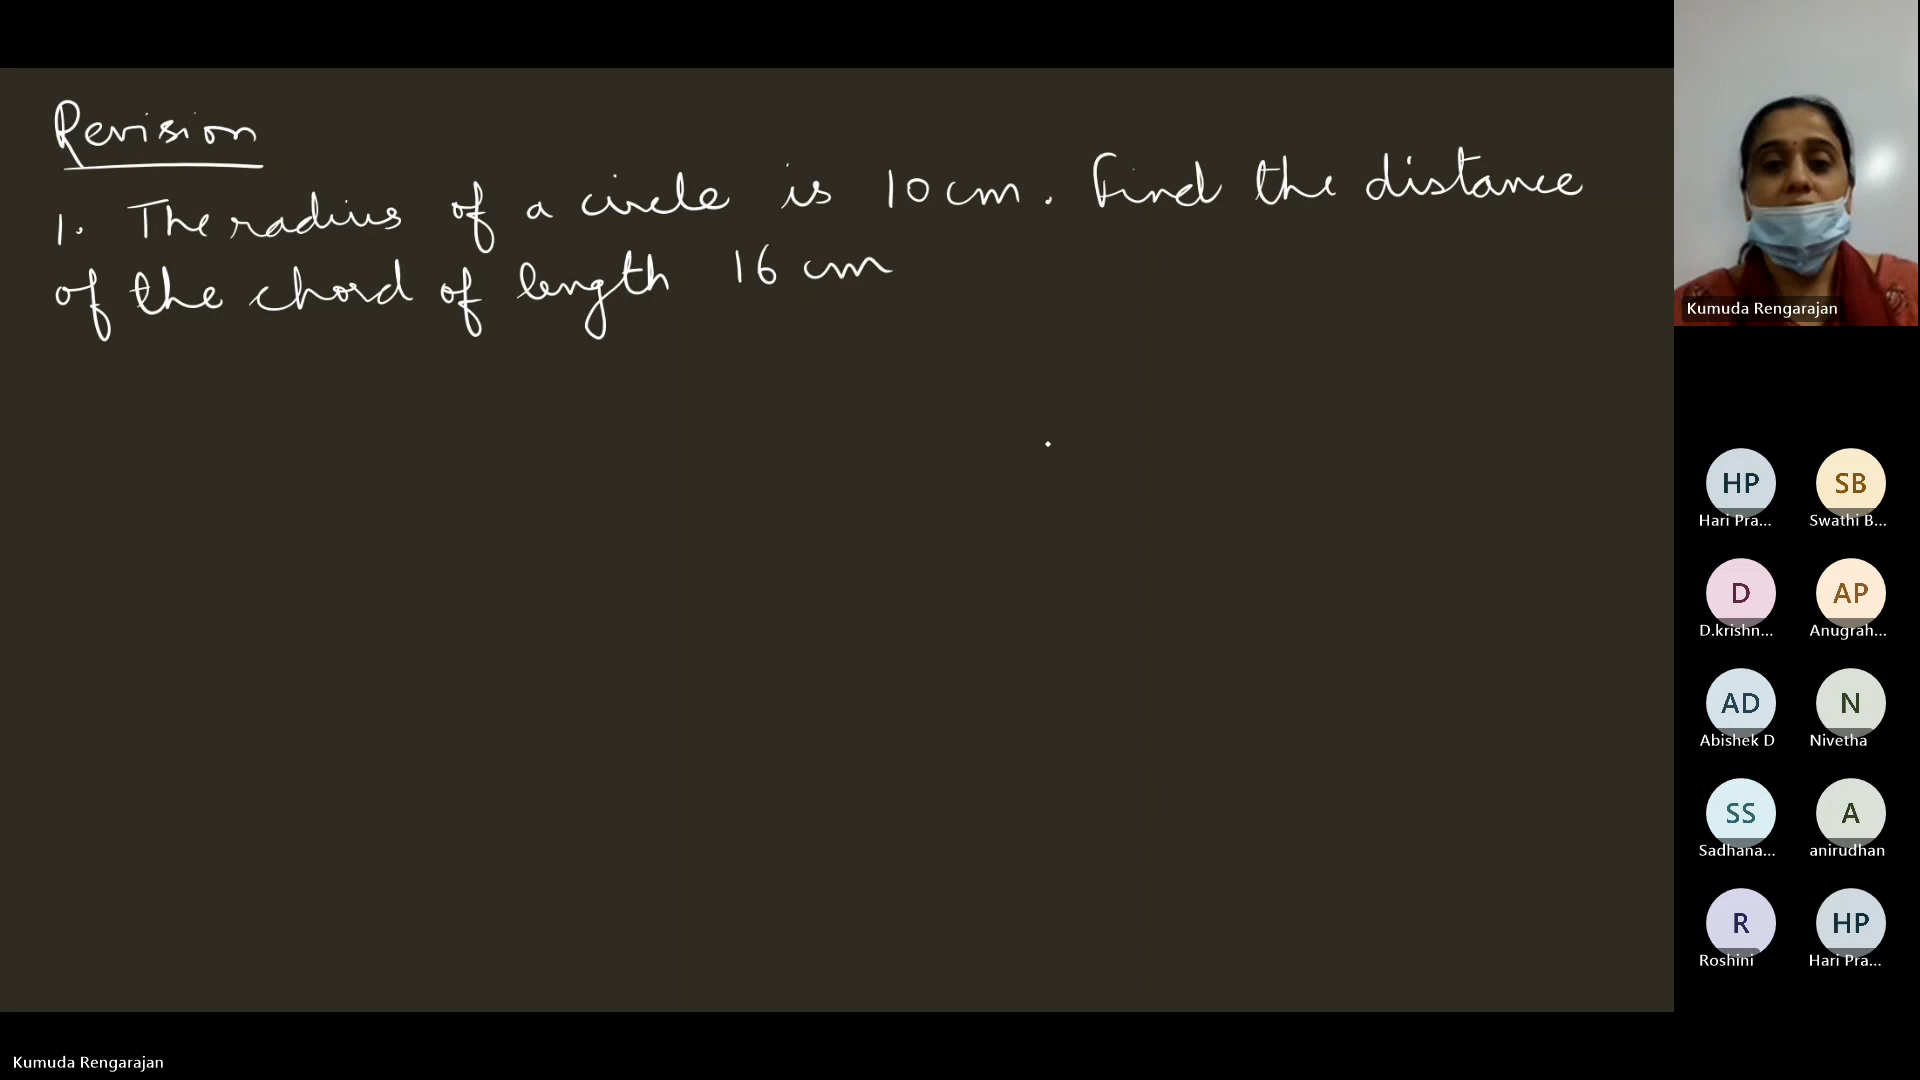 Revision
1. The radius of a circle is 10 cm. Find the distance
of the chord of length 16 cm
Kumuda Rengarajan
HP SB
Hari Pra... Swathi B...
D AP
D.krishn... Anugrah...
AD N
Abishek D Nivetha
SS A
Sadhana... anirudhan
R HP
Roshini Hari Pra...
Kumuda Rengarajan